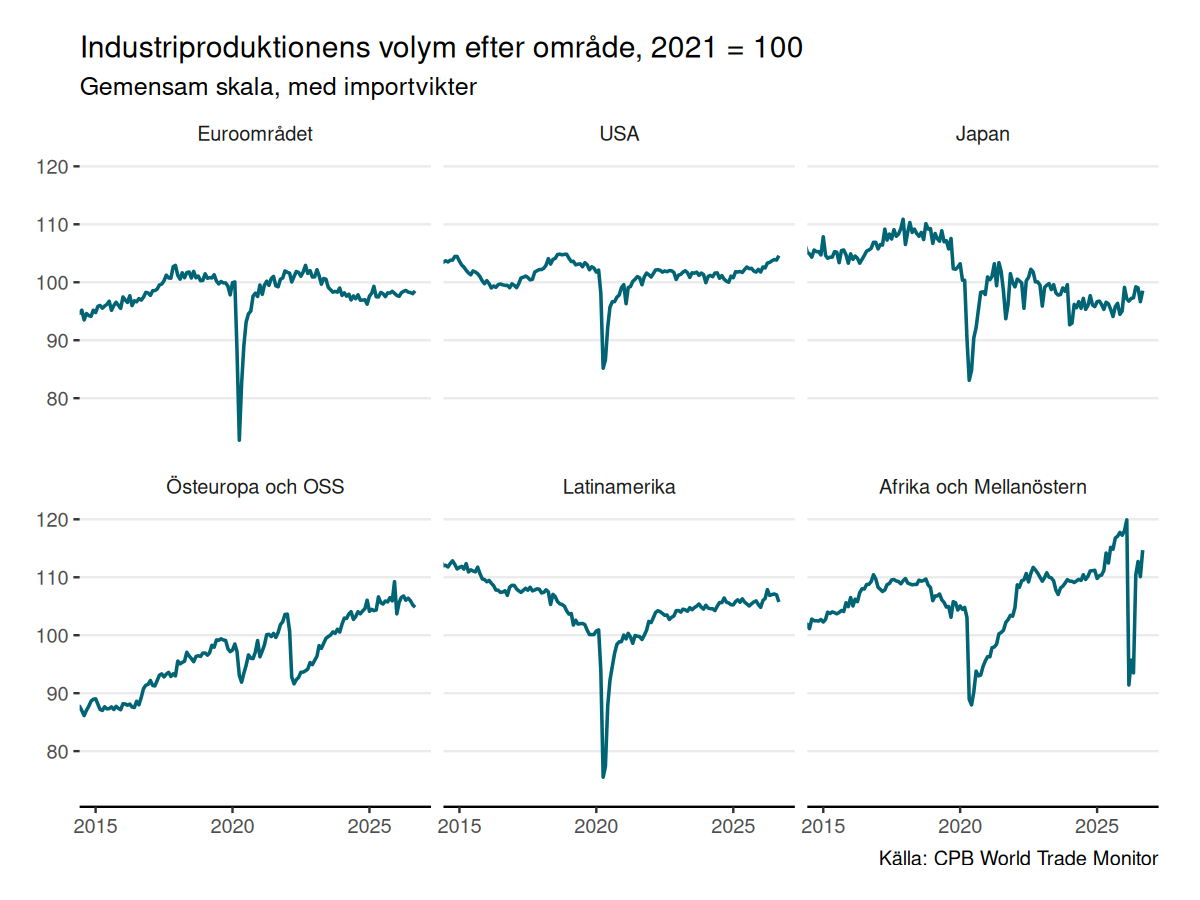 Industriproduktionens volym efter område, 2021 = 100
Gemensam skala, med importvikter
Euroområdet USA Japan
120
110
100
90
80
Östeuropa och OSS Latinamerika Afrika och Mellanöstern
120
110
100
90
80
2015 2020 2025 2015 2020 2025 2015 2020 2025
Källa: CPB World Trade Monitor